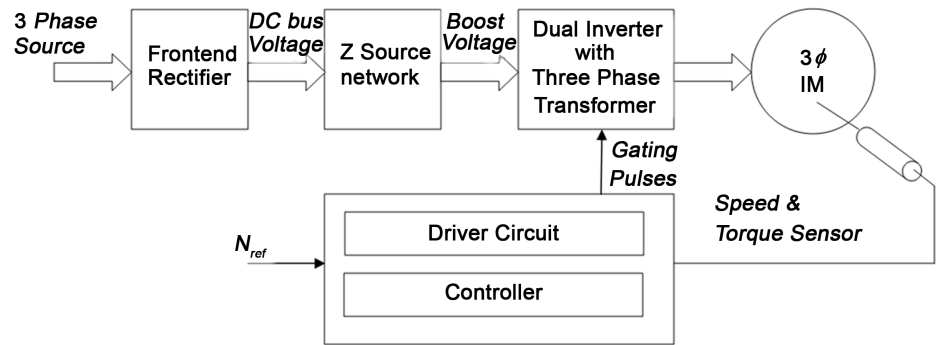 3 Phase
Source
Frontend
Rectifier
DC bus
Voltage
Z Source
network
Boost
Voltage
Dual Inverter
with
Three Phase
Transformer
3ϕ
IM
Gating
Pulses
Speed &
Torque Sensor
Nref
Driver Circuit
Controller